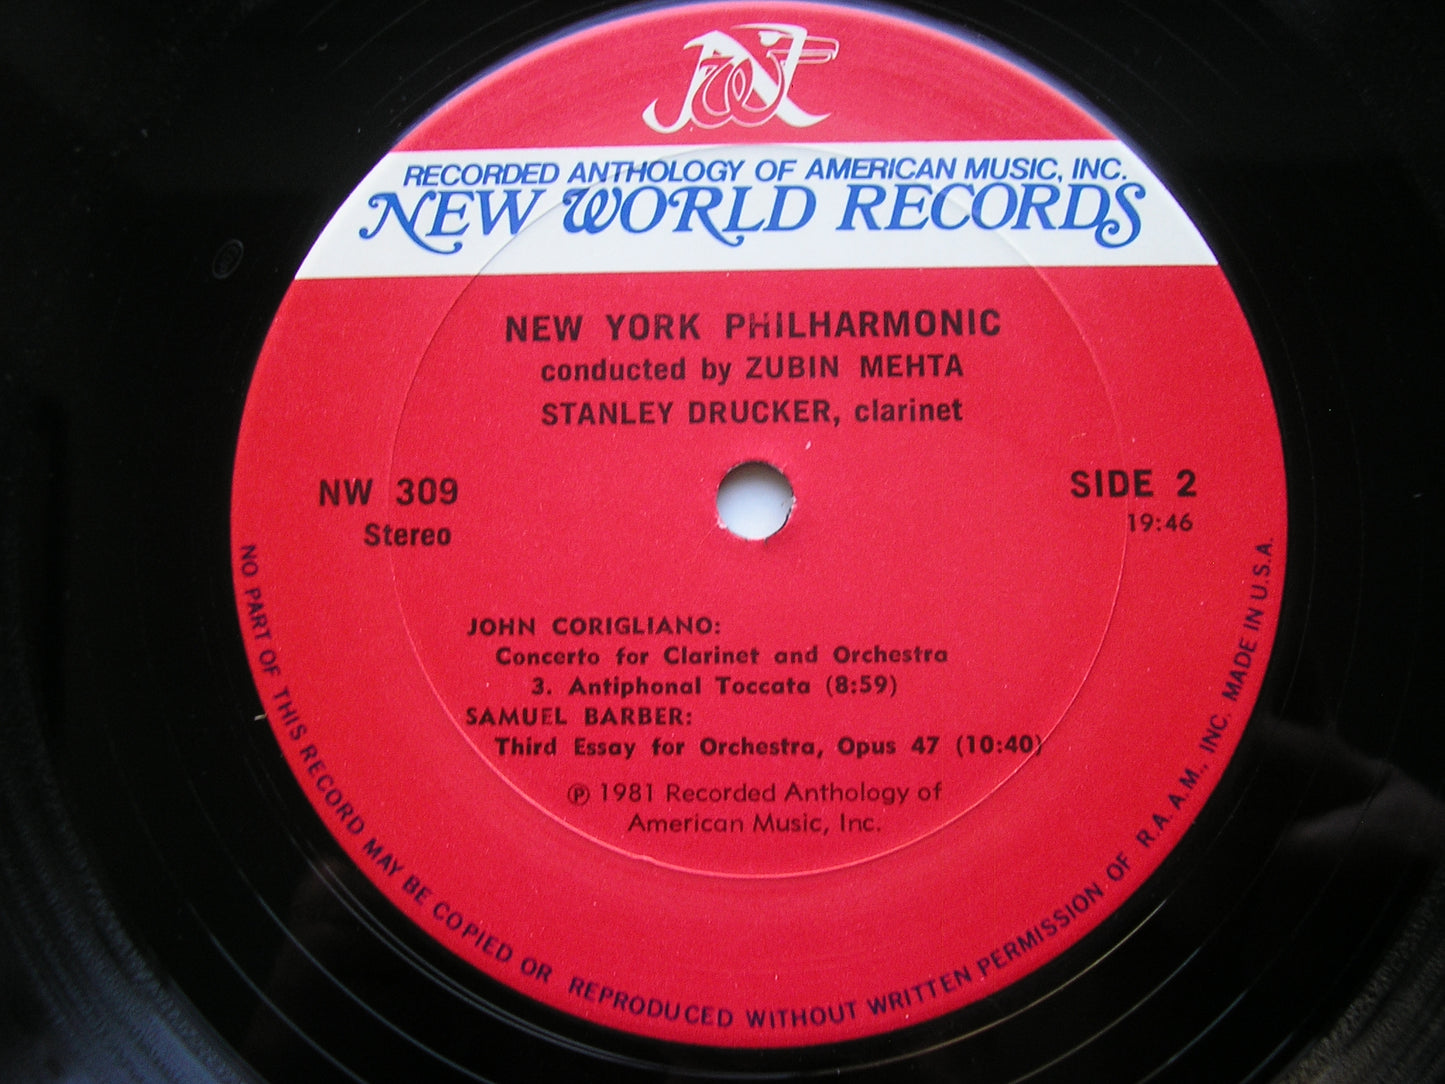 NW
RECORDED ANTHOLOGY OF AMERICAN MUSIC, INC.
NEW WORLD RECORDS
NEW YORK PHILHARMONIC
conducted by ZUBIN MEHTA
STANLEY DRUCKER, clarinet
NW 309
Stereo
SIDE 2
19:46
JOHN CORIGLIANO:
Concerto for Clarinet and Orchestra
3. Antiphonal Toccata (8:59)
SAMUEL BARBER:
Third Essay for Orchestra, Opus 47 (10:40)
℗ 1981 Recorded Anthology of
American Music, Inc.
NO PART OF THIS RECORD MAY BE COPIED OR REPRODUCED WITHOUT WRITTEN PERMISSION OF R.A.A.M., INC. MADE IN U.S.A.